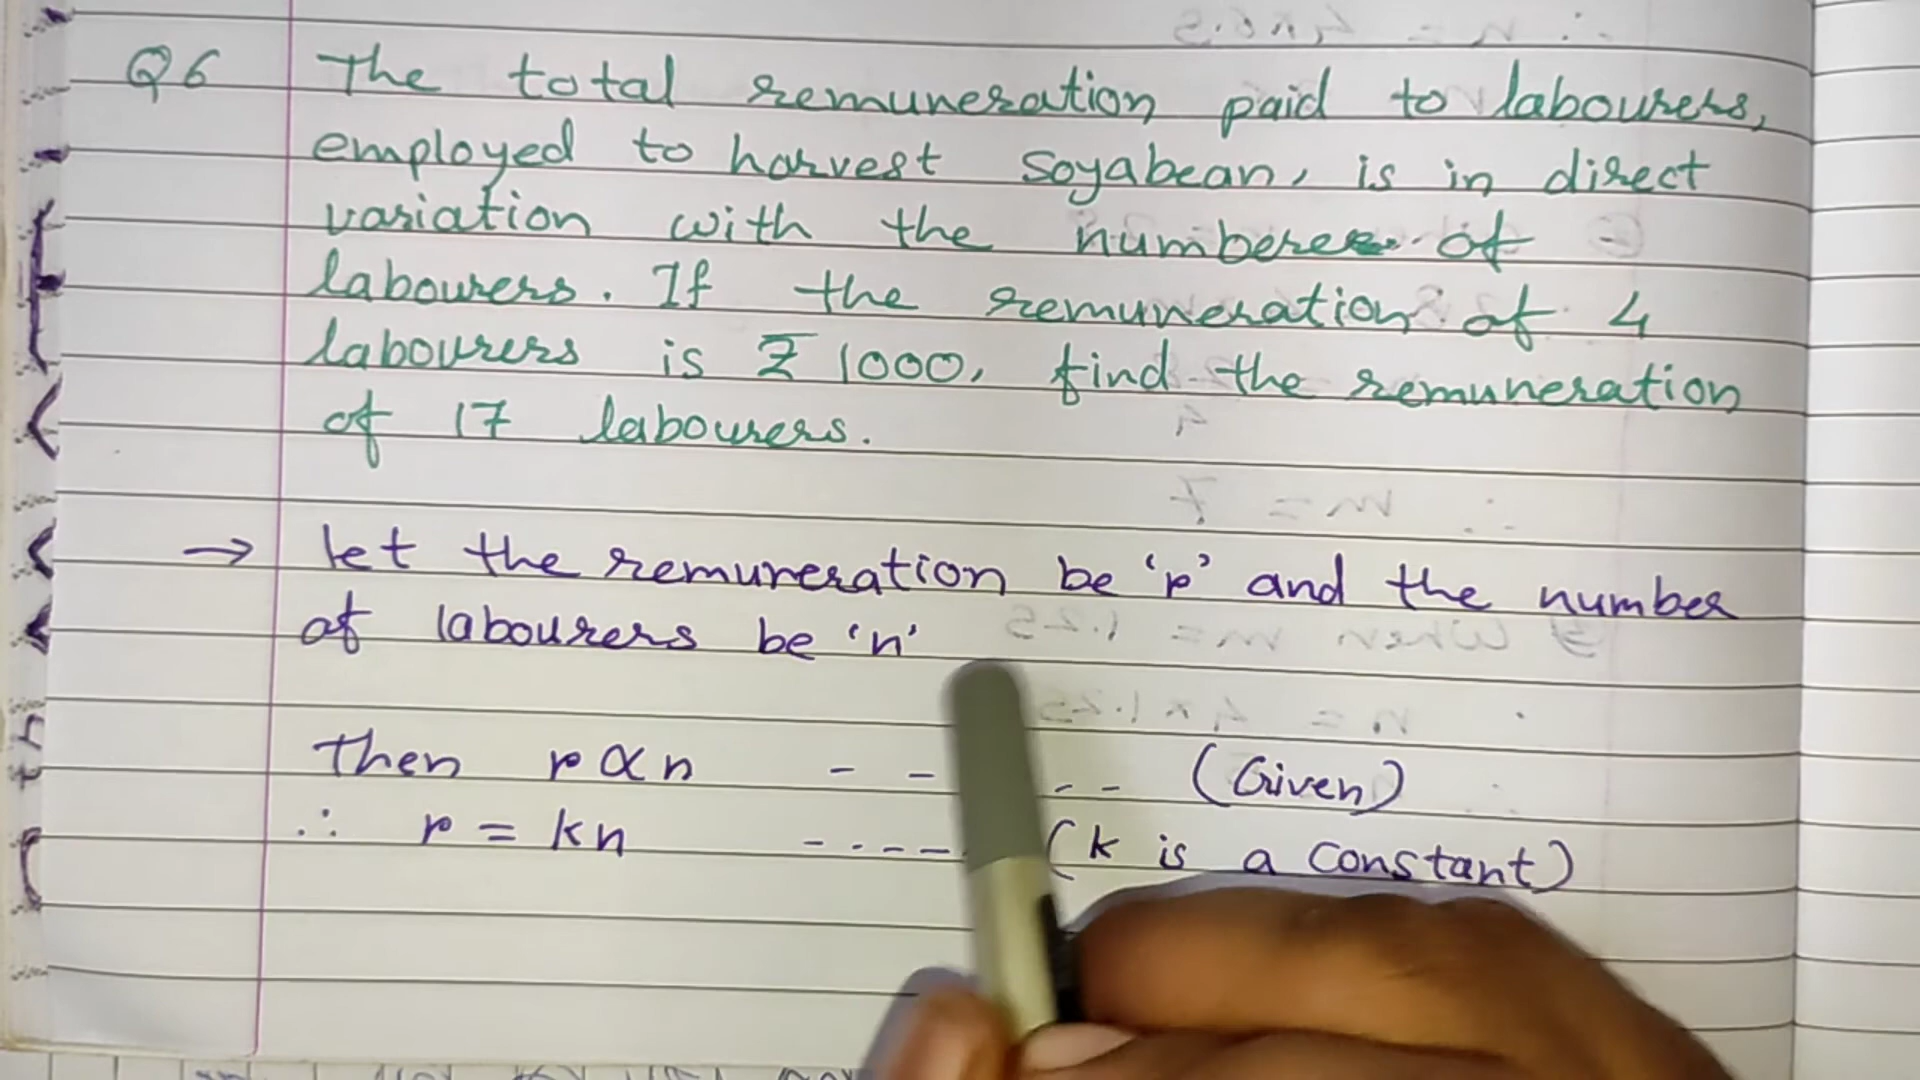 Q6 The total remuneration paid to labourers,
employed to harvest soyabean, is in direct
variation with the number of
labourers. If the remuneration of 4
labourers is ₹ 1000, find the remuneration
of 17 labourers.
→ let the remuneration be 'r' and the number
of labourers be 'n'
Then r ∝ n - - - - (Given)
∴ r = kn - - - - - (k is a constant)